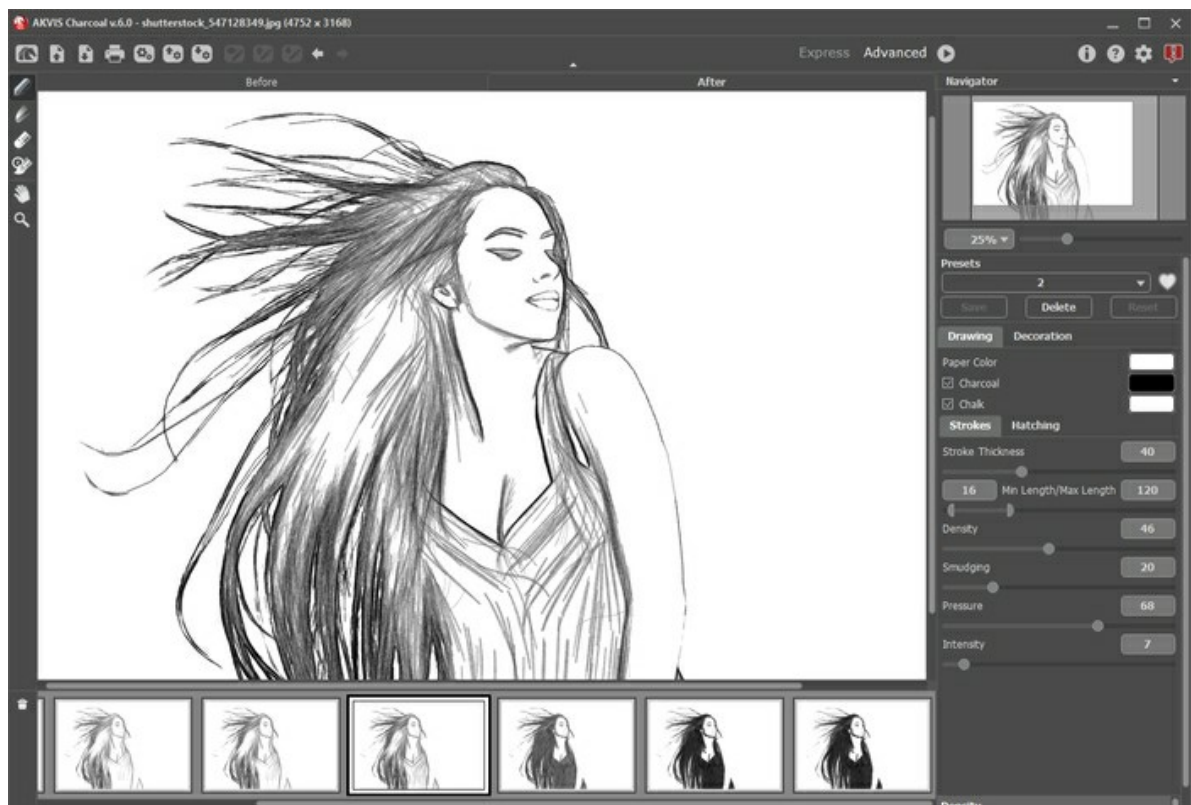 AKVIS Charcoal v.6.0 - shutterstock_547128349.jpg (4752 x 3168)
Express Advanced
Before After
Navigator
25%
Presets
2
Save Delete Reset
Drawing Decoration
Paper Color
Charcoal
Chalk
Strokes Hatching
Stroke Thickness 40
16 Min Length/Max Length 120
Density 46
Smudging 20
Pressure 68
Intensity 7